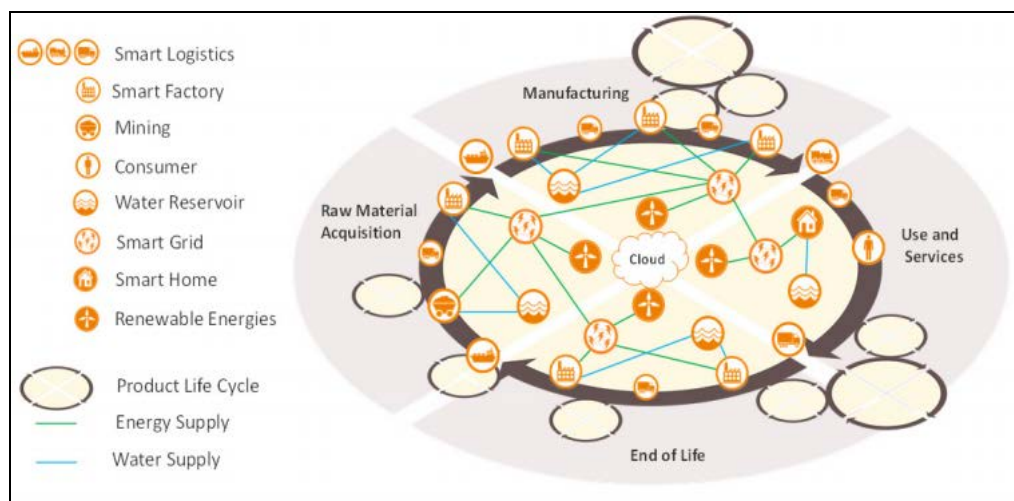 Smart Logistics
Smart Factory
Mining
Consumer
Water Reservoir
Smart Grid
Smart Home
Renewable Energies
Product Life Cycle
Energy Supply
Water Supply
Manufacturing
Raw Material
Acquisition
Cloud
Use and
Services
End of Life